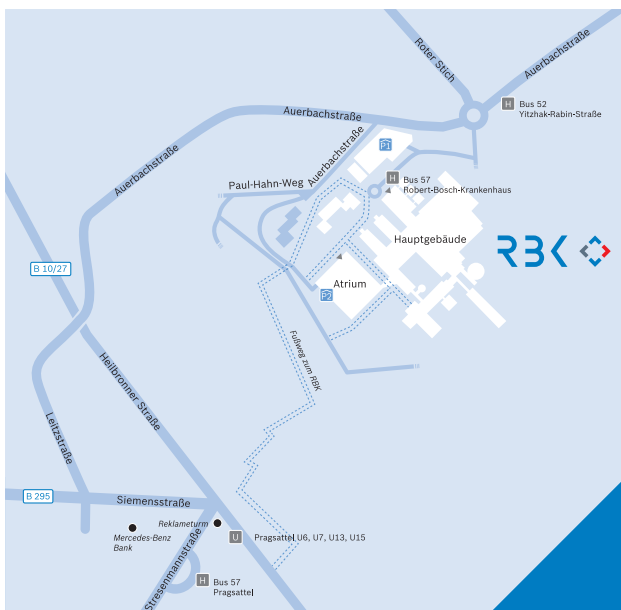 Roter Stich
Auerbachstraße
H Bus 52
Yitzhak-Rabin-Straße
Auerbachstraße
P1
Auerbachstraße
Auerbachstraße
Paul-Hahn-Weg
H Bus 57
Robert-Bosch-Krankenhaus
Hauptgebäude
RBK
B 10/27
Atrium
P2
Fußweg zum RBK
Heilbronner Straße
Leitzstraße
B 295
Siemensstraße
Reklameturm
Mercedes-Benz
Bank
U Pragsattel U6, U7, U13, U15
Stresemannstraße
H Bus 57
Pragsattel